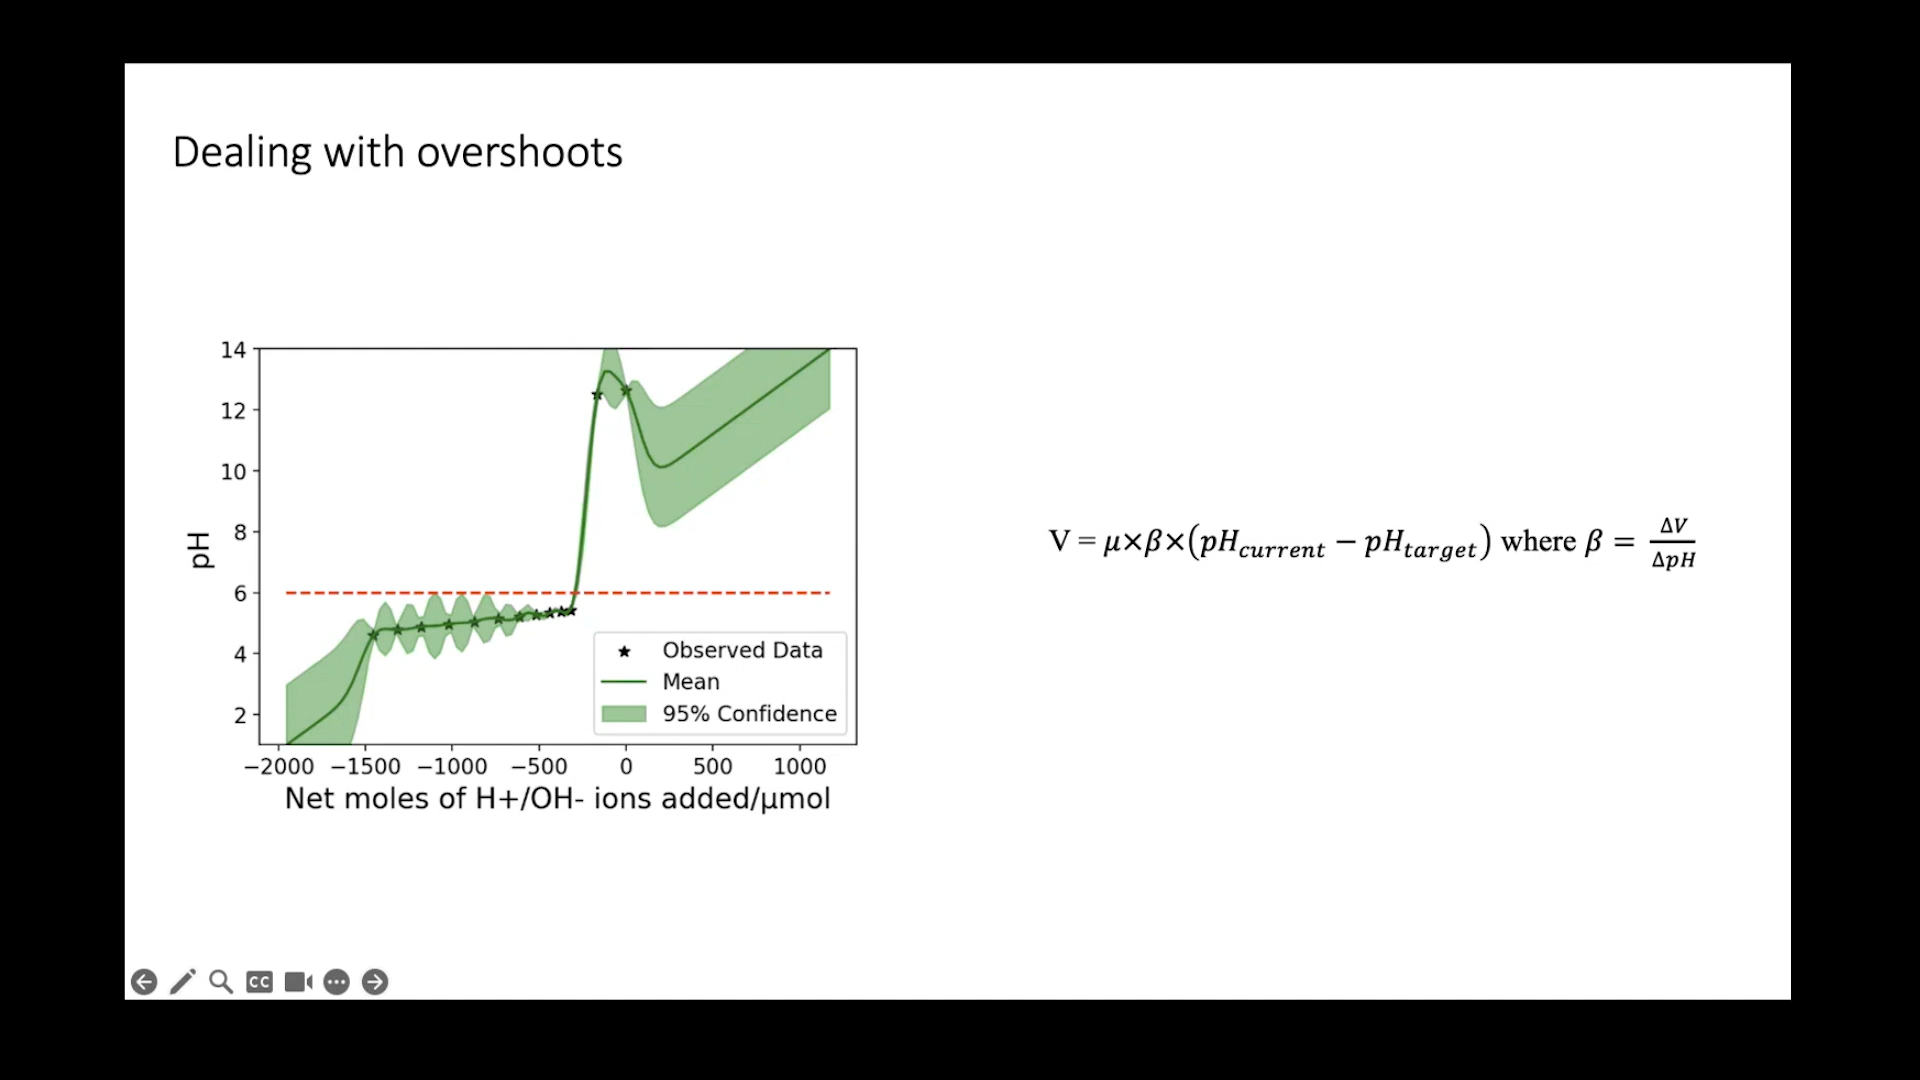 Dealing with overshoots
14
12
10
8
6
4
2
pH
Observed Data
Mean
95% Confidence
−2000 −1500 −1000 −500 0 500 1000
Net moles of H+/OH- ions added/μmol
V = μ×β×(pH_current − pH_target) where β = ΔV/ΔpH
CC